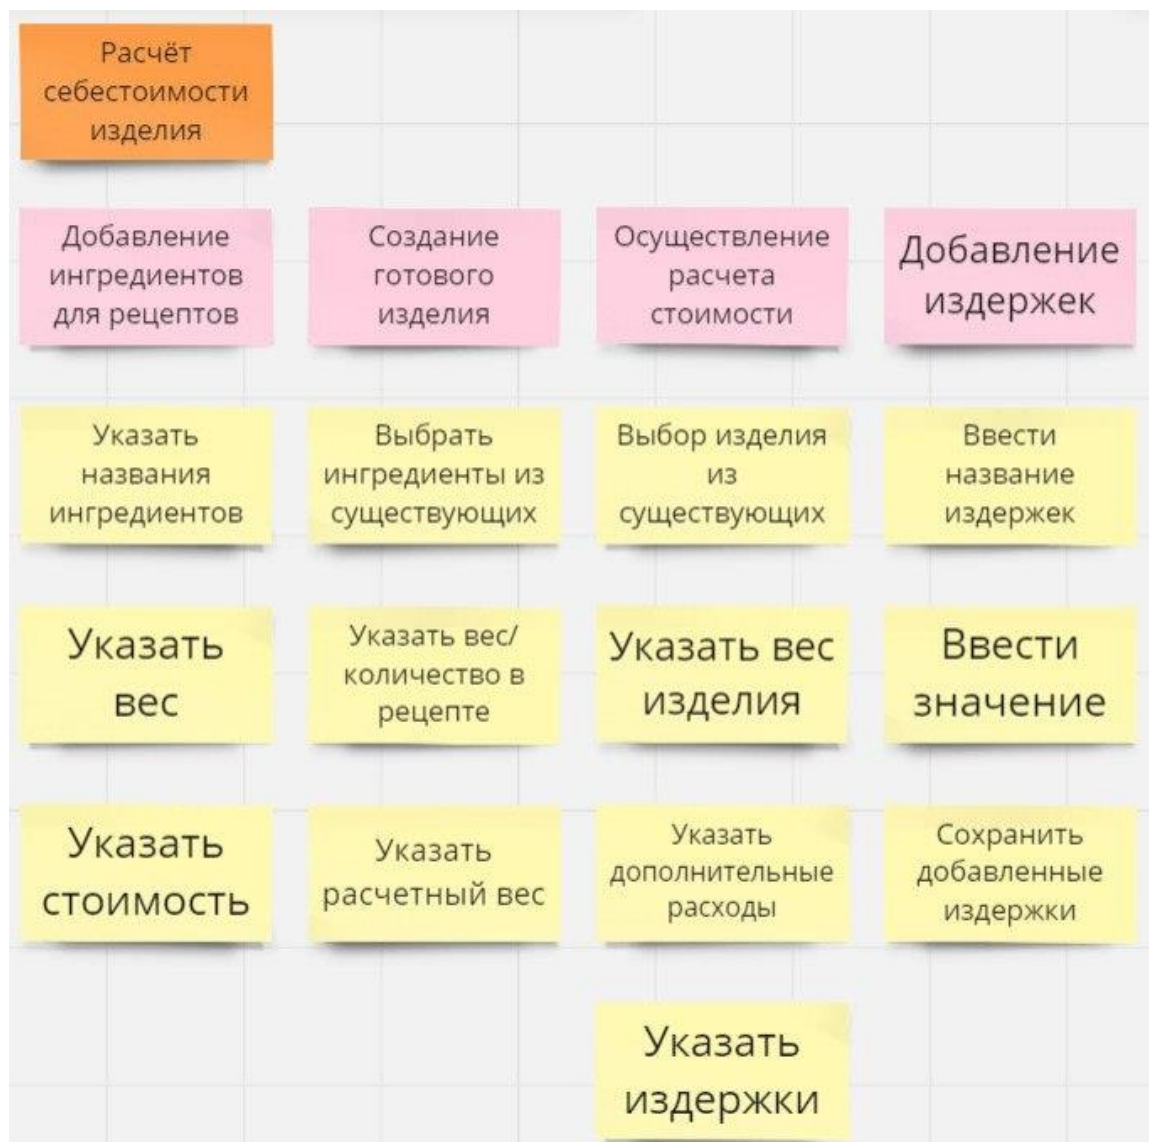 Расчёт
себестоимости
изделия
Добавление
ингредиентов
для рецептов
Создание
готового
изделия
Осуществление
расчета
стоимости
Добавление
издержек
Указать
названия
ингредиентов
Выбрать
ингредиенты из
существующих
Выбор изделия
из
существующих
Ввести
название
издержек
Указать
вес
Указать вес/
количество в
рецепте
Указать вес
изделия
Ввести
значение
Указать
стоимость
Указать
расчетный вес
Указать
дополнительные
расходы
Сохранить
добавленные
издержки
Указать
издержки